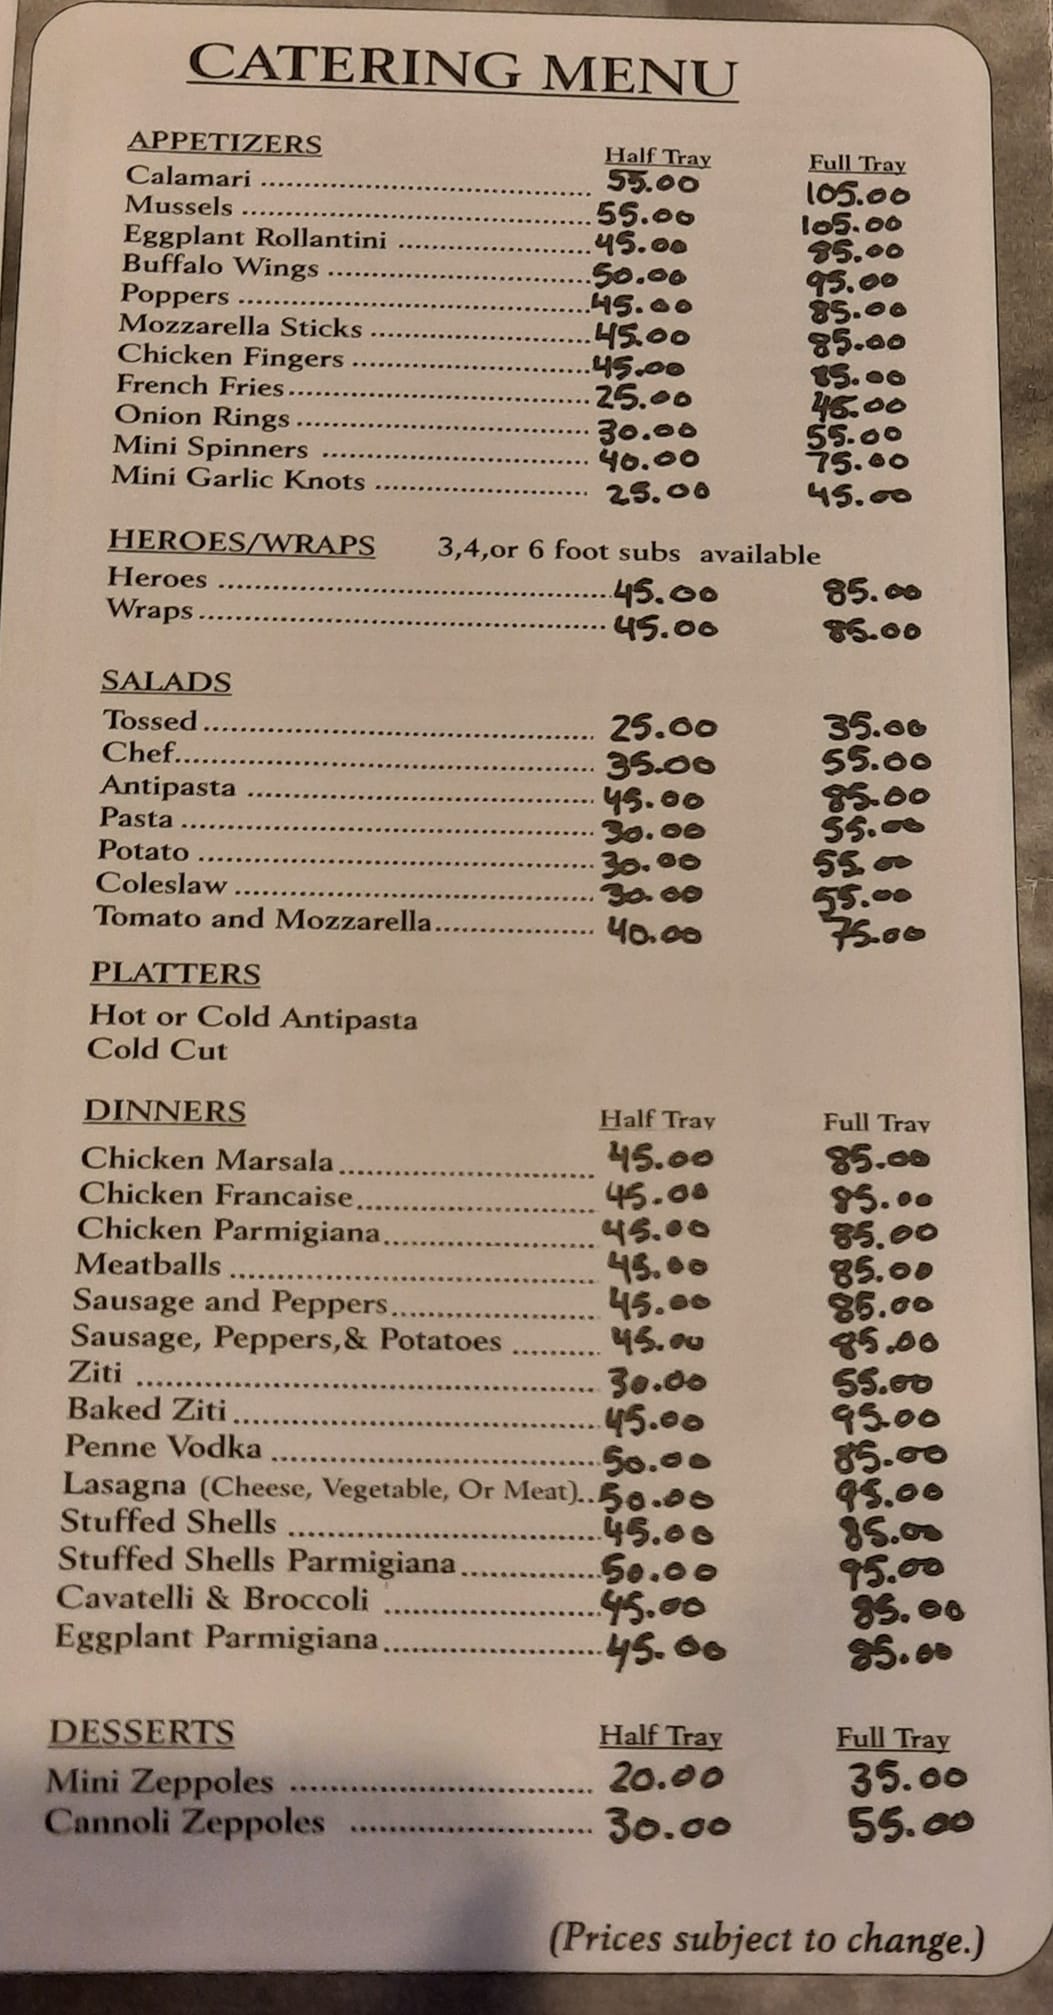 CATERING MENU
APPETIZERS Half Tray Full Tray
Calamari 55.00 105.00
Mussels 55.00 105.00
Eggplant Rollantini 45.00 85.00
Buffalo Wings 50.00 95.00
Poppers 45.00 85.00
Mozzarella Sticks 45.00 85.00
Chicken Fingers 45.00 85.00
French Fries 25.00 45.00
Onion Rings 30.00 55.00
Mini Spinners 40.00 75.00
Mini Garlic Knots 25.00 45.00
HEROES/WRAPS 3,4,or 6 foot subs available
Heroes 45.00 85.00
Wraps 45.00 85.00
SALADS
Tossed 25.00 35.00
Chef 35.00 55.00
Antipasta 45.00 85.00
Pasta 30.00 55.00
Potato 30.00 55.00
Coleslaw 30.00 55.00
Tomato and Mozzarella 40.00 75.00
PLATTERS
Hot or Cold Antipasta
Cold Cut
DINNERS Half Tray Full Tray
Chicken Marsala 45.00 85.00
Chicken Francaise 45.00 85.00
Chicken Parmigiana 45.00 85.00
Meatballs 45.00 85.00
Sausage and Peppers 45.00 85.00
Sausage, Peppers,& Potatoes 45.00 85.00
Ziti 30.00 55.00
Baked Ziti 45.00 95.00
Penne Vodka 50.00 85.00
Lasagna (Cheese, Vegetable, Or Meat) 50.00 95.00
Stuffed Shells 45.00 85.00
Stuffed Shells Parmigiana 50.00 95.00
Cavatelli & Broccoli 45.00 85.00
Eggplant Parmigiana 45.00 85.00
DESSERTS Half Tray Full Tray
Mini Zeppoles 20.00 35.00
Cannoli Zeppoles 30.00 55.00
(Prices subject to change.)